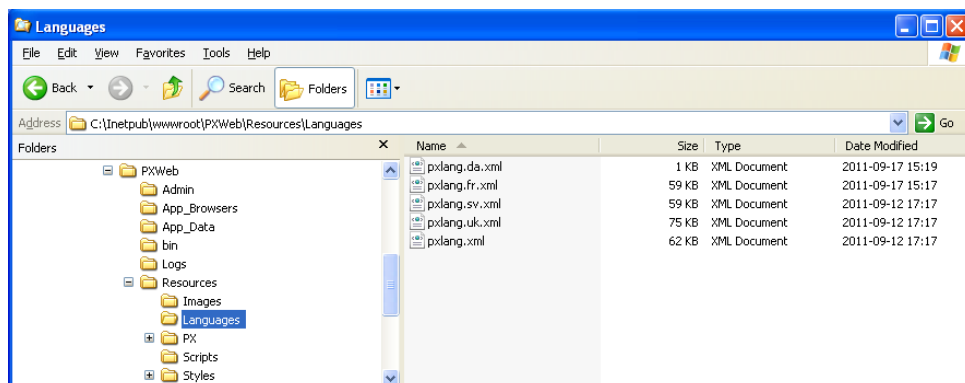 Languages
File Edit View Favorites Tools Help
Back Search Folders
Address C:\Inetpub\wwwroot\PXWeb\Resources\Languages Go
Folders Name Size Type Date Modified
PXWeb
Admin
App_Browsers
App_Data
bin
Logs
Resources
Images
Languages
PX
Scripts
Styles
pxlang.da.xml 1 KB XML Document 2011-09-17 15:19
pxlang.fr.xml 59 KB XML Document 2011-09-17 15:17
pxlang.sv.xml 59 KB XML Document 2011-09-12 17:17
pxlang.uk.xml 75 KB XML Document 2011-09-12 17:17
pxlang.xml 62 KB XML Document 2011-09-12 17:17